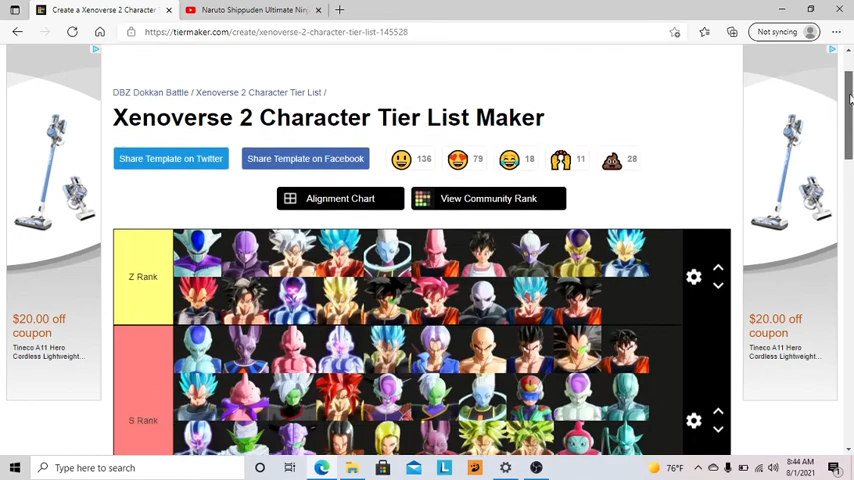 Create a Xenoverse 2 Character T
Naruto Shippuden Ultimate Ninj
https://tiermaker.com/create/xenoverse-2-character-tier-list-145528
Not syncing
DBZ Dokkan Battle / Xenoverse 2 Character Tier List /
Xenoverse 2 Character Tier List Maker
Share Template on Twitter
Share Template on Facebook
136
79
18
11
28
Alignment Chart
View Community Rank
Z Rank
S Rank
$20.00 off
coupon
Tineco A11 Hero
Cordless Lightweight...
$20.00 off
coupon
Tineco A11 Hero
Cordless Lightweight...
Type here to search
76°F
8:44 AM
8/1/2021